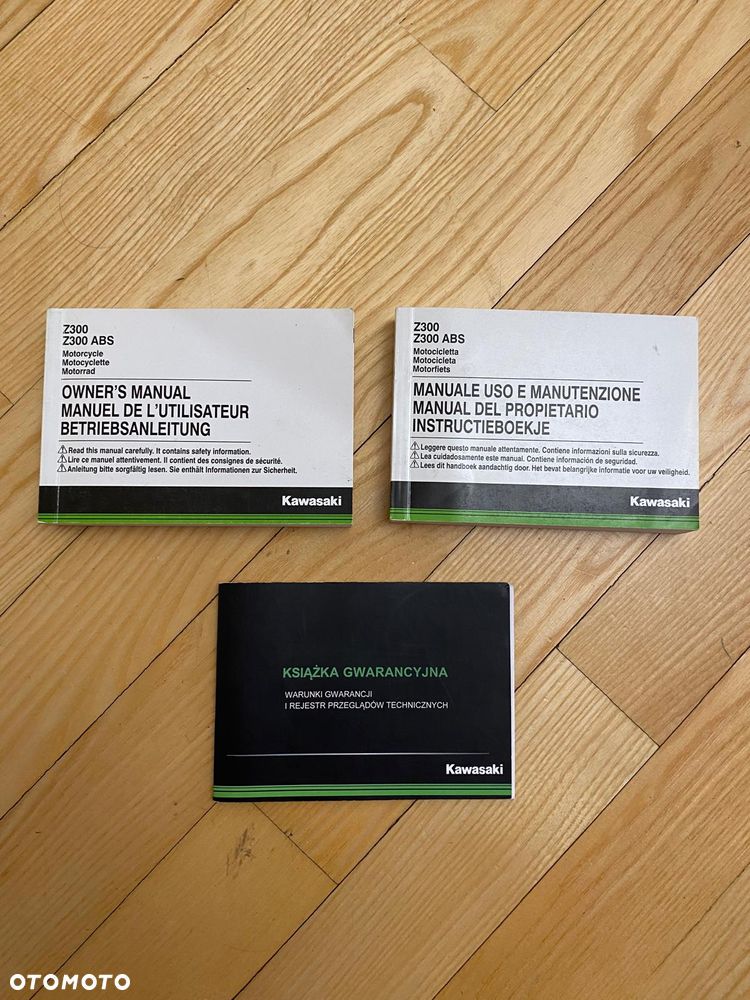 Z300
Z300 ABS
Motorcycle
Motocyclette
Motorrad
OWNER'S MANUAL
MANUEL DE L'UTILISATEUR
BETRIEBSANLEITUNG
Read this manual carefully. It contains safety information.
Lire ce manuel attentivement. Il contient des consignes de sécurité.
Anleitung bitte sorgfältig lesen. Sie enthält Informationen zur Sicherheit.
Kawasaki
Z300
Z300 ABS
Motocicletta
Motocicleta
Motorfiets
MANUALE USO E MANUTENZIONE
MANUAL DEL PROPIETARIO
INSTRUCTIEBOEKJE
Leggere questo manuale attentamente. Contiene informazioni sulla sicurezza.
Lea cuidadosamente este manual. Contiene información de seguridad.
Lees dit handboek aandachtig door. Het bevat belangrijke informatie voor uw veiligheid.
Kawasaki
KSIĄŻKA GWARANCYJNA
WARUNKI GWARANCJI
I REJESTR PRZEGLĄDÓW TECHNICZNYCH
Kawasaki
OTOMOTO